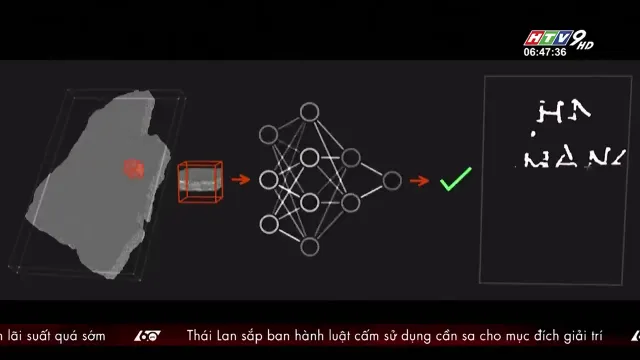 HTV9 HD
06:47:36
n lãi suất quá sớm 60 Thái Lan sắp ban hành luật cấm sử dụng cần sa cho mục đích giải trí